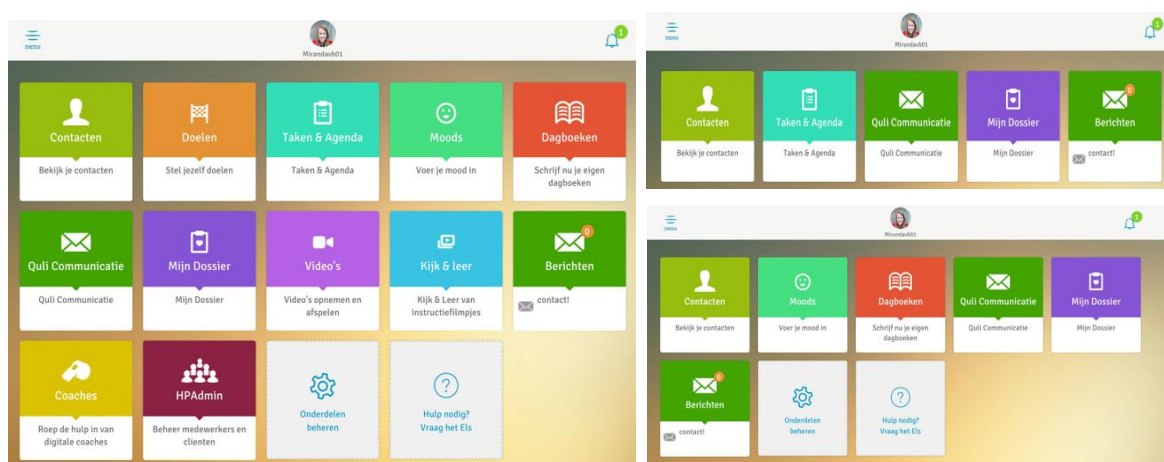 menu
Mirandavb01
1
Contacten
Bekijk je contacten
Doelen
Stel jezelf doelen
Taken & Agenda
Taken & Agenda
Moods
Voer je mood in
Dagboeken
Schrijf nu je eigen
dagboeken
Quli Communicatie
Quli Communicatie
Mijn Dossier
Mijn Dossier
Video's
Video's opnemen en
afspelen
Kijk & leer
Kijk & Leer van
instructiefilmpjes
0
Berichten
contact!
Coaches
Roep de hulp in van
digitale coaches
HPAdmin
Beheer medewerkers en
clienten
Onderdelen
beheren
Hulp nodig?
Vraag het Els
menu
Mirandavb01
1
Contacten
Bekijk je contacten
Taken & Agenda
Taken & Agenda
Quli Communicatie
Quli Communicatie
Mijn Dossier
Mijn Dossier
0
Berichten
contact!
menu
Mirandavb01
1
Contacten
Bekijk je contacten
Moods
Voer je mood in
Dagboeken
Schrijf nu je eigen
dagboeken
Quli Communicatie
Quli Communicatie
Mijn Dossier
Mijn Dossier
0
Berichten
contact!
Onderdelen
beheren
Hulp nodig?
Vraag het Els